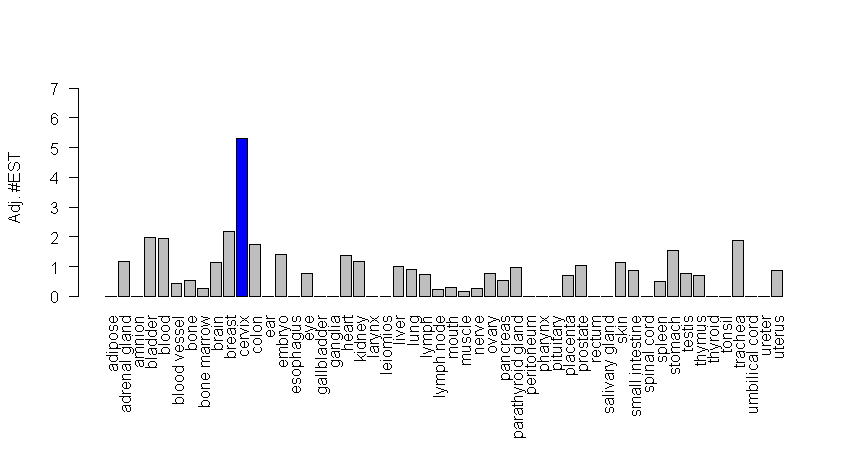 7
6
5
4
3
2
1
0
Adj. #EST
adipose
adrenal gland
amnion
bladder
blood
blood vessel
bone
bone marrow
brain
breast
cervix
colon
ear
embryo
esophagus
eye
gallbladder
ganglia
heart
kidney
larynx
leiomios
liver
lung
lymph
lymph node
mouth
muscle
nerve
ovary
pancreas
parathyroid gland
peritoneum
pharynx
pituitary
placenta
prostate
rectum
salivary gland
skin
small intestine
spinal cord
spleen
stomach
testis
thymus
thyroid
tonsil
trachea
umbilical cord
ureter
uterus